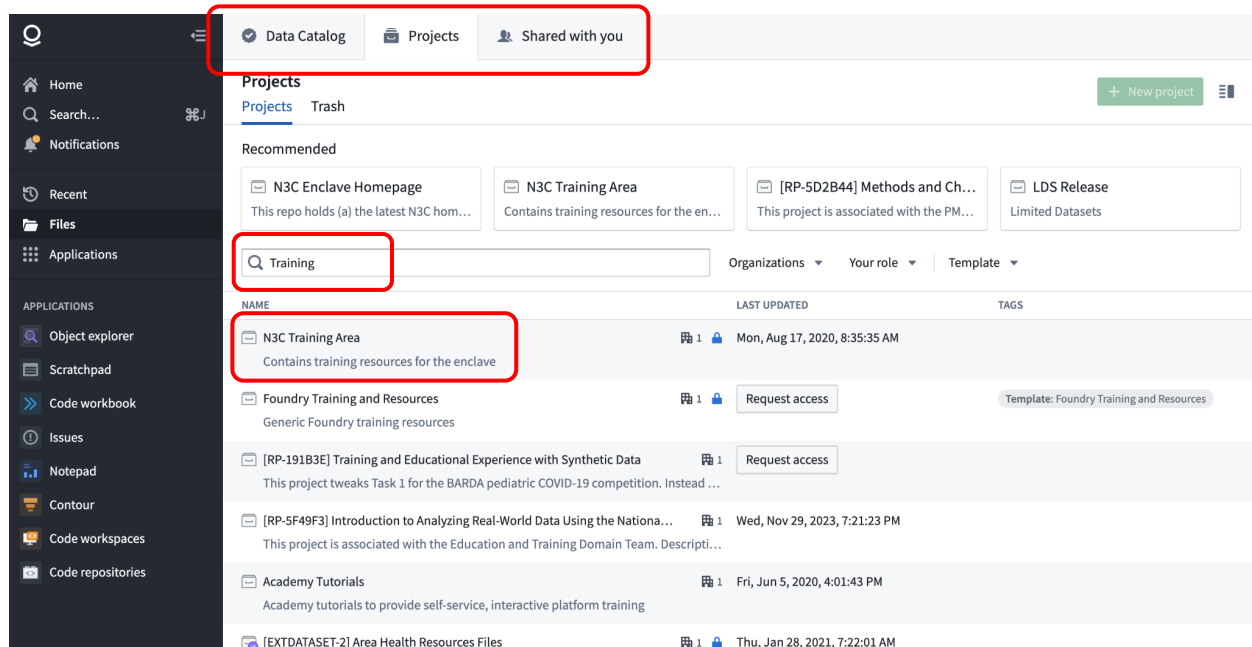 Data Catalog
Projects
Shared with you
Home
Search...
⌘J
Notifications
Recent
Files
Applications
APPLICATIONS
Object explorer
Scratchpad
Code workbook
Issues
Notepad
Contour
Code workspaces
Code repositories
Projects
+ New project
Projects Trash
Recommended
N3C Enclave Homepage
This repo holds (a) the latest N3C hom...
N3C Training Area
Contains training resources for the en...
[RP-5D2B44] Methods and Ch...
This project is associated with the PM...
LDS Release
Limited Datasets
Training
Organizations Your role Template
NAME LAST UPDATED TAGS
N3C Training Area 1 Mon, Aug 17, 2020, 8:35:35 AM
Contains training resources for the enclave
Foundry Training and Resources 1 Request access Template: Foundry Training and Resources
Generic Foundry training resources
[RP-191B3E] Training and Educational Experience with Synthetic Data 1 Request access
This project tweaks Task 1 for the BARDA pediatric COVID-19 competition. Instead ...
[RP-5F49F3] Introduction to Analyzing Real-World Data Using the Nationa... 1 Wed, Nov 29, 2023, 7:21:23 PM
This project is associated with the Education and Training Domain Team. Descripti...
Academy Tutorials 1 Fri, Jun 5, 2020, 4:01:43 PM
Academy tutorials to provide self-service, interactive platform training
[EXTDATASET-2] Area Health Resources Files 1 Thu, Jan 28, 2021, 7:22:01 AM